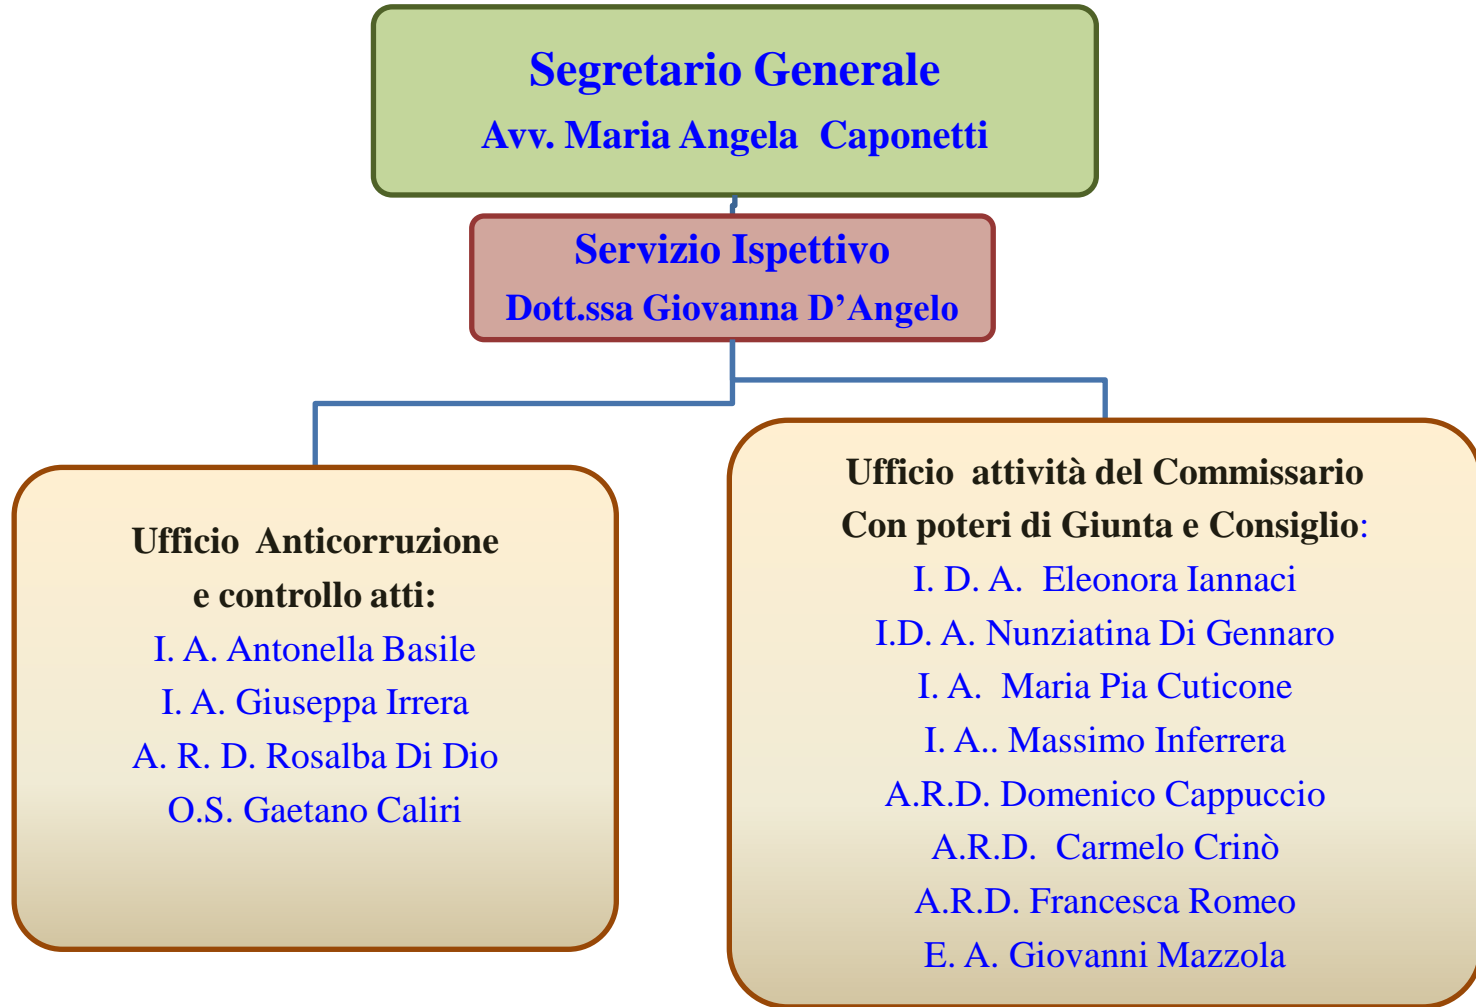 Segretario Generale
Avv. Maria Angela Caponetti
Servizio Ispettivo
Dott.ssa Giovanna D’Angelo
Ufficio Anticorruzione
e controllo atti:
I. A. Antonella Basile
I. A. Giuseppa Irrera
A. R. D. Rosalba Di Dio
O.S. Gaetano Caliri
Ufficio attività del Commissario
Con poteri di Giunta e Consiglio:
I. D. A. Eleonora Iannaci
I.D. A. Nunziatina Di Gennaro
I. A. Maria Pia Cuticone
I. A.. Massimo Inferrera
A.R.D. Domenico Cappuccio
A.R.D. Carmelo Crinò
A.R.D. Francesca Romeo
E. A. Giovanni Mazzola